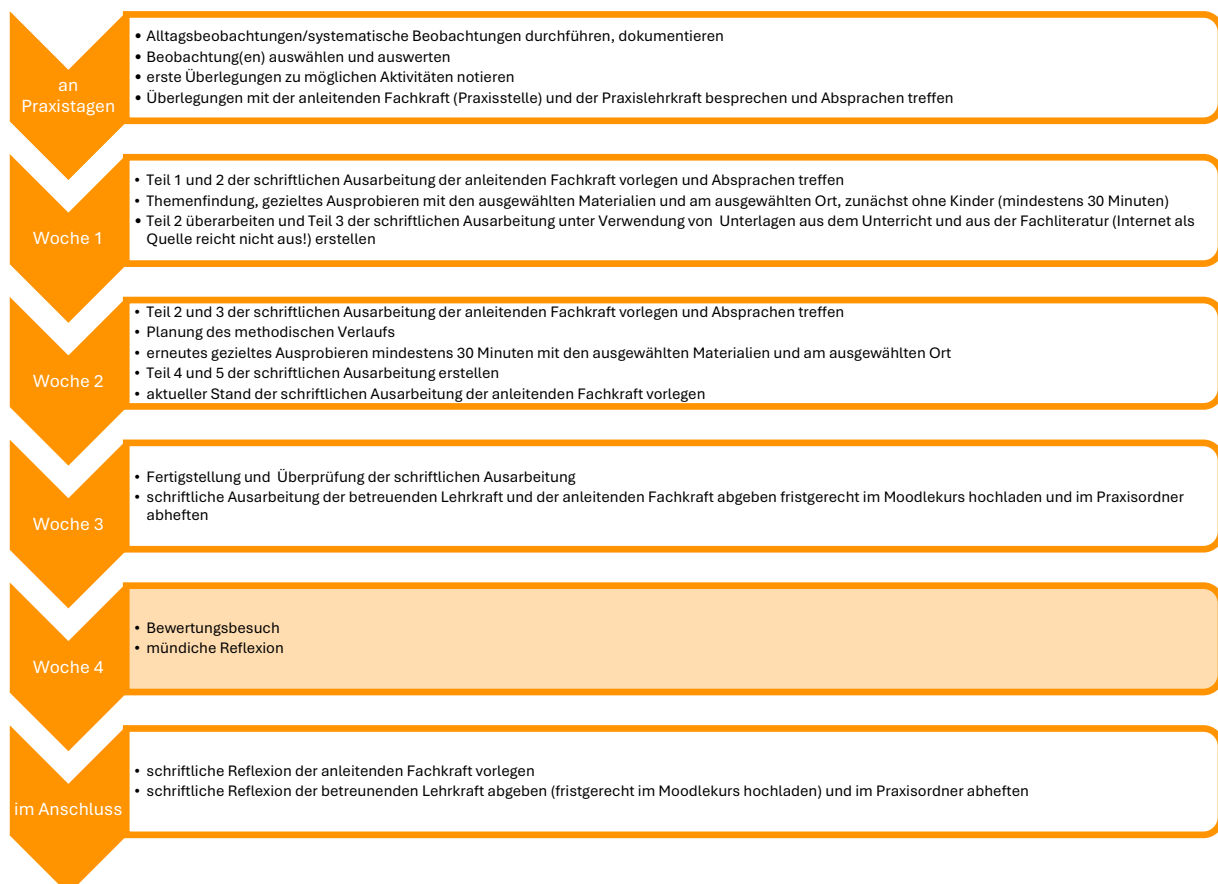 an
Praxistagen
• Alltagsbeobachtungen/systematische Beobachtungen durchführen, dokumentieren
• Beobachtung(en) auswählen und auswerten
• erste Überlegungen zu möglichen Aktivitäten notieren
• Überlegungen mit der anleitenden Fachkraft (Praxisstelle) und der Praxislehrkraft besprechen und Absprachen treffen
Woche 1
• Teil 1 und 2 der schriftlichen Ausarbeitung der anleitenden Fachkraft vorlegen und Absprachen treffen
• Themenfindung, gezieltes Ausprobieren mit den ausgewählten Materialien und am ausgewählten Ort, zunächst ohne Kinder (mindestens 30 Minuten)
• Teil 2 überarbeiten und Teil 3 der schriftlichen Ausarbeitung unter Verwendung von Unterlagen aus dem Unterricht und aus der Fachliteratur (Internet als
Quelle reicht nicht aus!) erstellen
Woche 2
• Teil 2 und 3 der schriftlichen Ausarbeitung der anleitenden Fachkraft vorlegen und Absprachen treffen
• Planung des methodischen Verlaufs
• erneutes gezieltes Ausprobieren mindestens 30 Minuten mit den ausgewählten Materialien und am ausgewählten Ort
• Teil 4 und 5 der schriftlichen Ausarbeitung erstellen
• aktueller Stand der schriftlichen Ausarbeitung der anleitenden Fachkraft vorlegen
Woche 3
• Fertigstellung und Überprüfung der schriftlichen Ausarbeitung
• schriftliche Ausarbeitung der betreuenden Lehrkraft und der anleitenden Fachkraft abgeben fristgerecht im Moodlekurs hochladen und im Praxisordner
abheften
Woche 4
• Bewertungsbesuch
• mündiche Reflexion
im Anschluss
• schriftliche Reflexion der anleitenden Fachkraft vorlegen
• schriftliche Reflexion der betreunenden Lehrkraft abgeben (fristgerecht im Moodlekurs hochladen) und im Praxisordner abheften